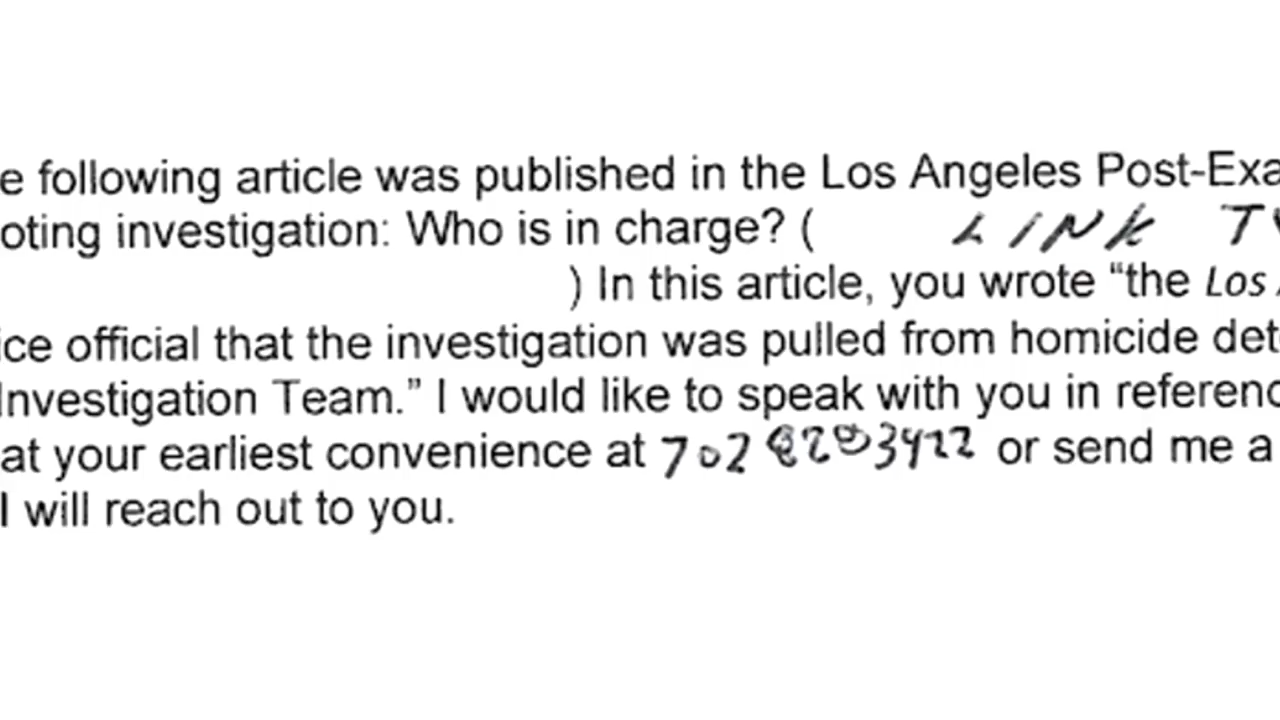 e following article was published in the Los Angeles Post-Exa
oting investigation: Who is in charge? ( LINK T
) In this article, you wrote “the Los
ice official that the investigation was pulled from homicide det
Investigation Team.” I would like to speak with you in referenc
at your earliest convenience at 702 or send me a
I will reach out to you.